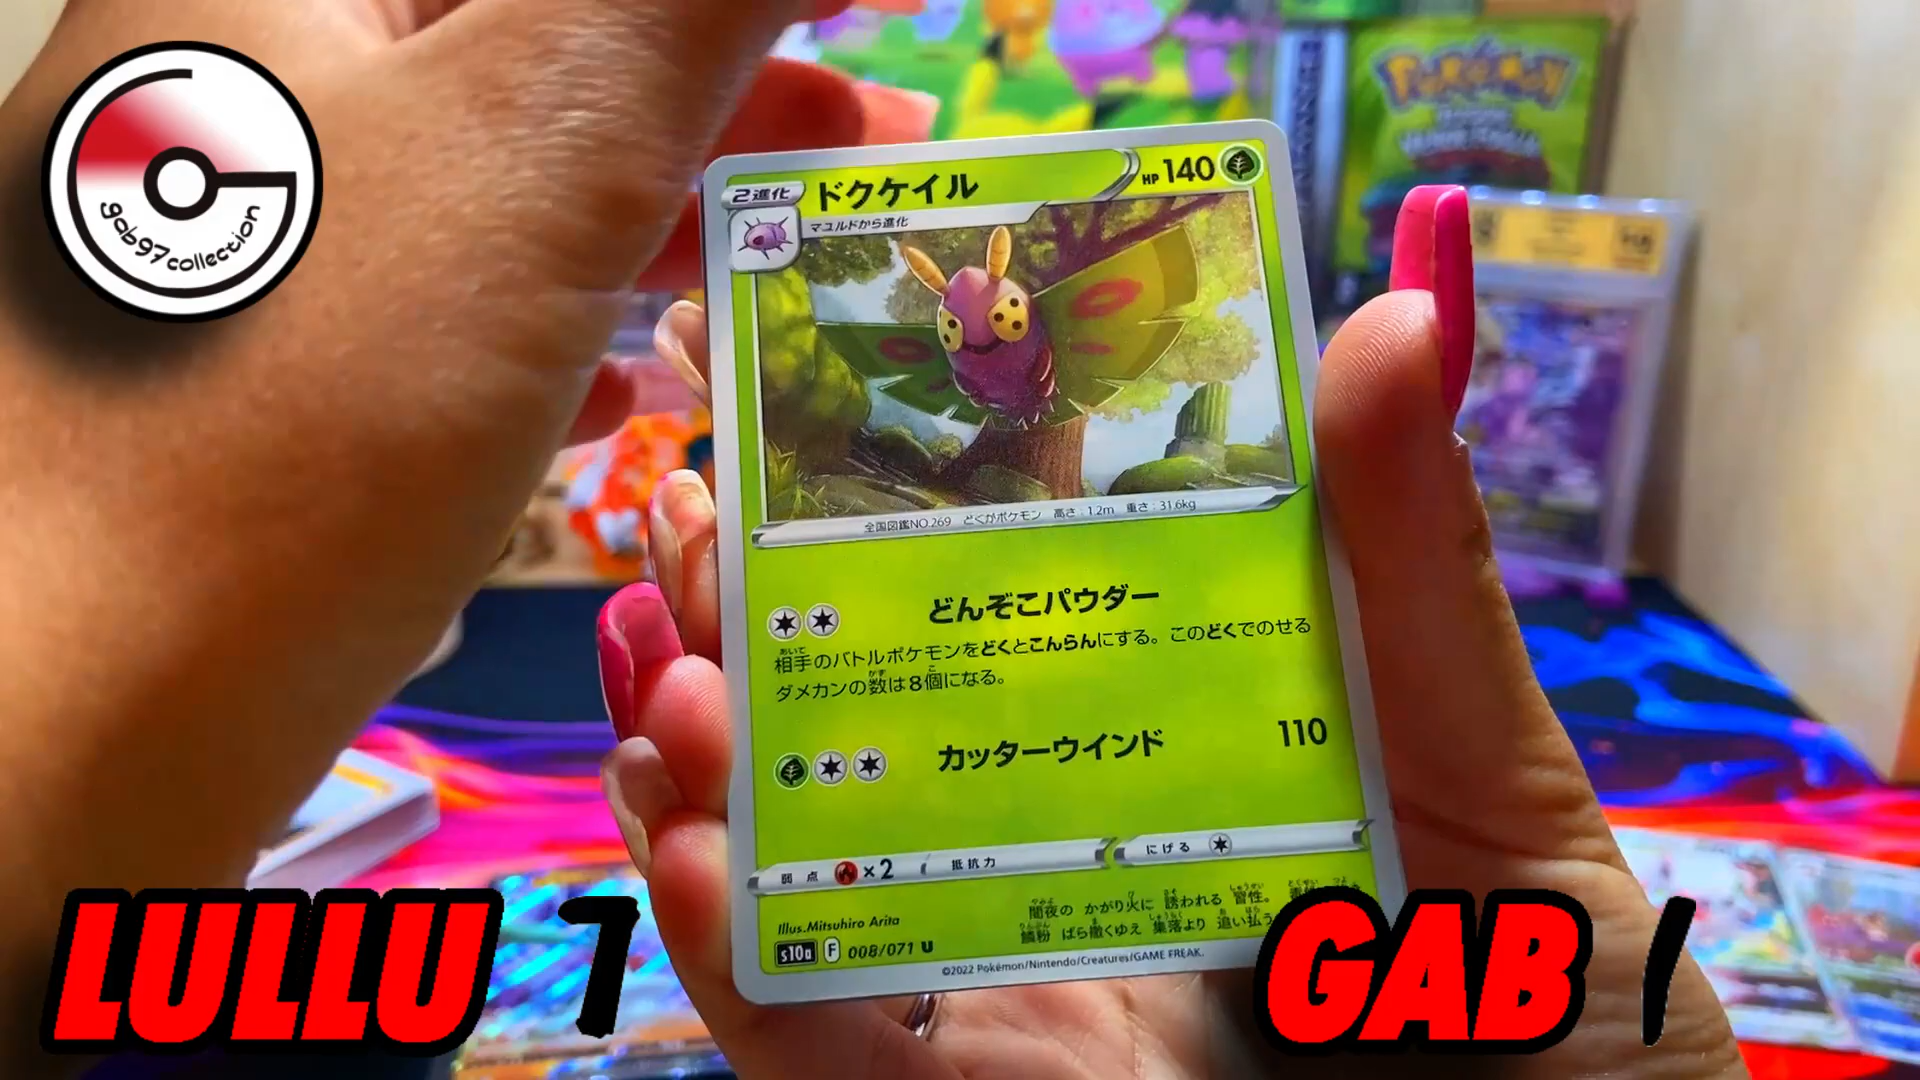 gab97collection
2進化 ドクケイル HP 140
マユルドから進化
全国図鑑NO.269 どくがポケモン 高さ:1.2m 重さ:31.6kg
どんぞこパウダー
相手のバトルポケモンをどくとこんらんにする。このどくでのせる
ダメカンの数は8個になる。
カッターウインド 110
弱点 ×2 抵抗力 にげる
闇夜の かがり火に 誘われる 習性。
鱗粉 ばら撒くゆえ 集落より 追い払う
Illus.Mitsuhiro Arita
s10a F 008/071 U
©2022 Pokémon/Nintendo/Creatures/GAME FREAK.
POKéMON
LULLU 7
GAB 1